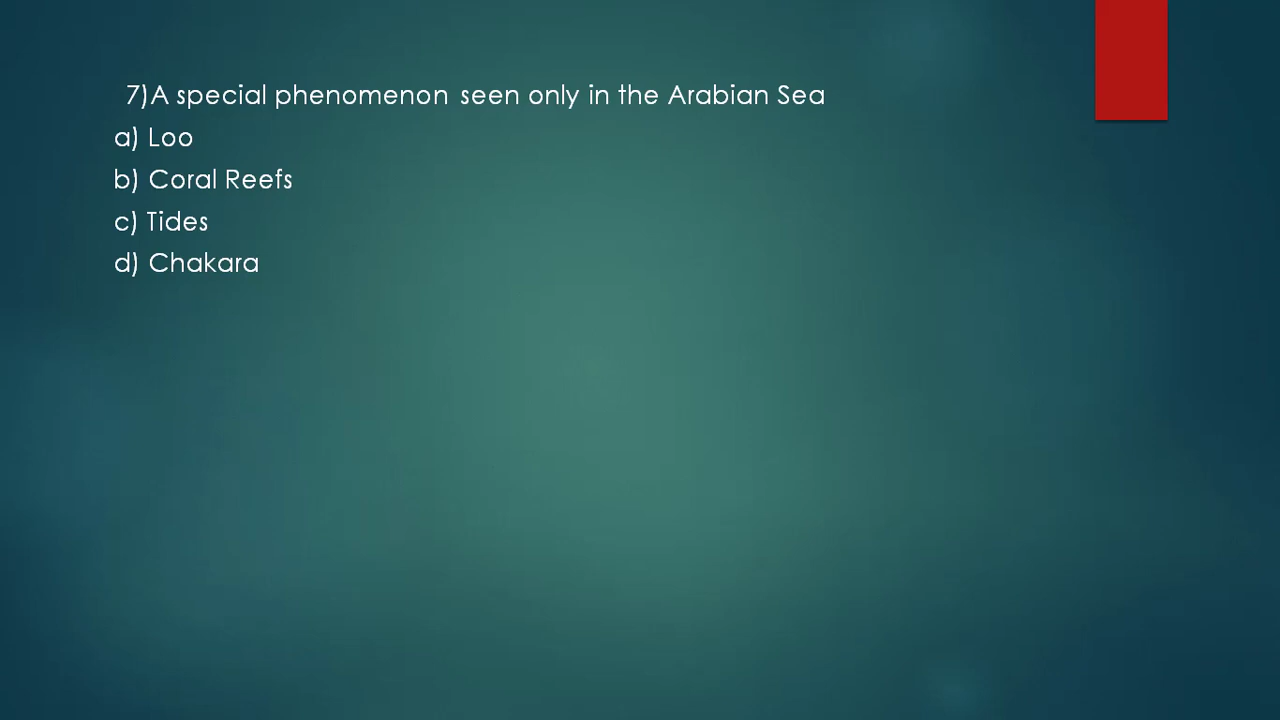 7)A special phenomenon seen only in the Arabian Sea
a) Loo
b) Coral Reefs
c) Tides
d) Chakara